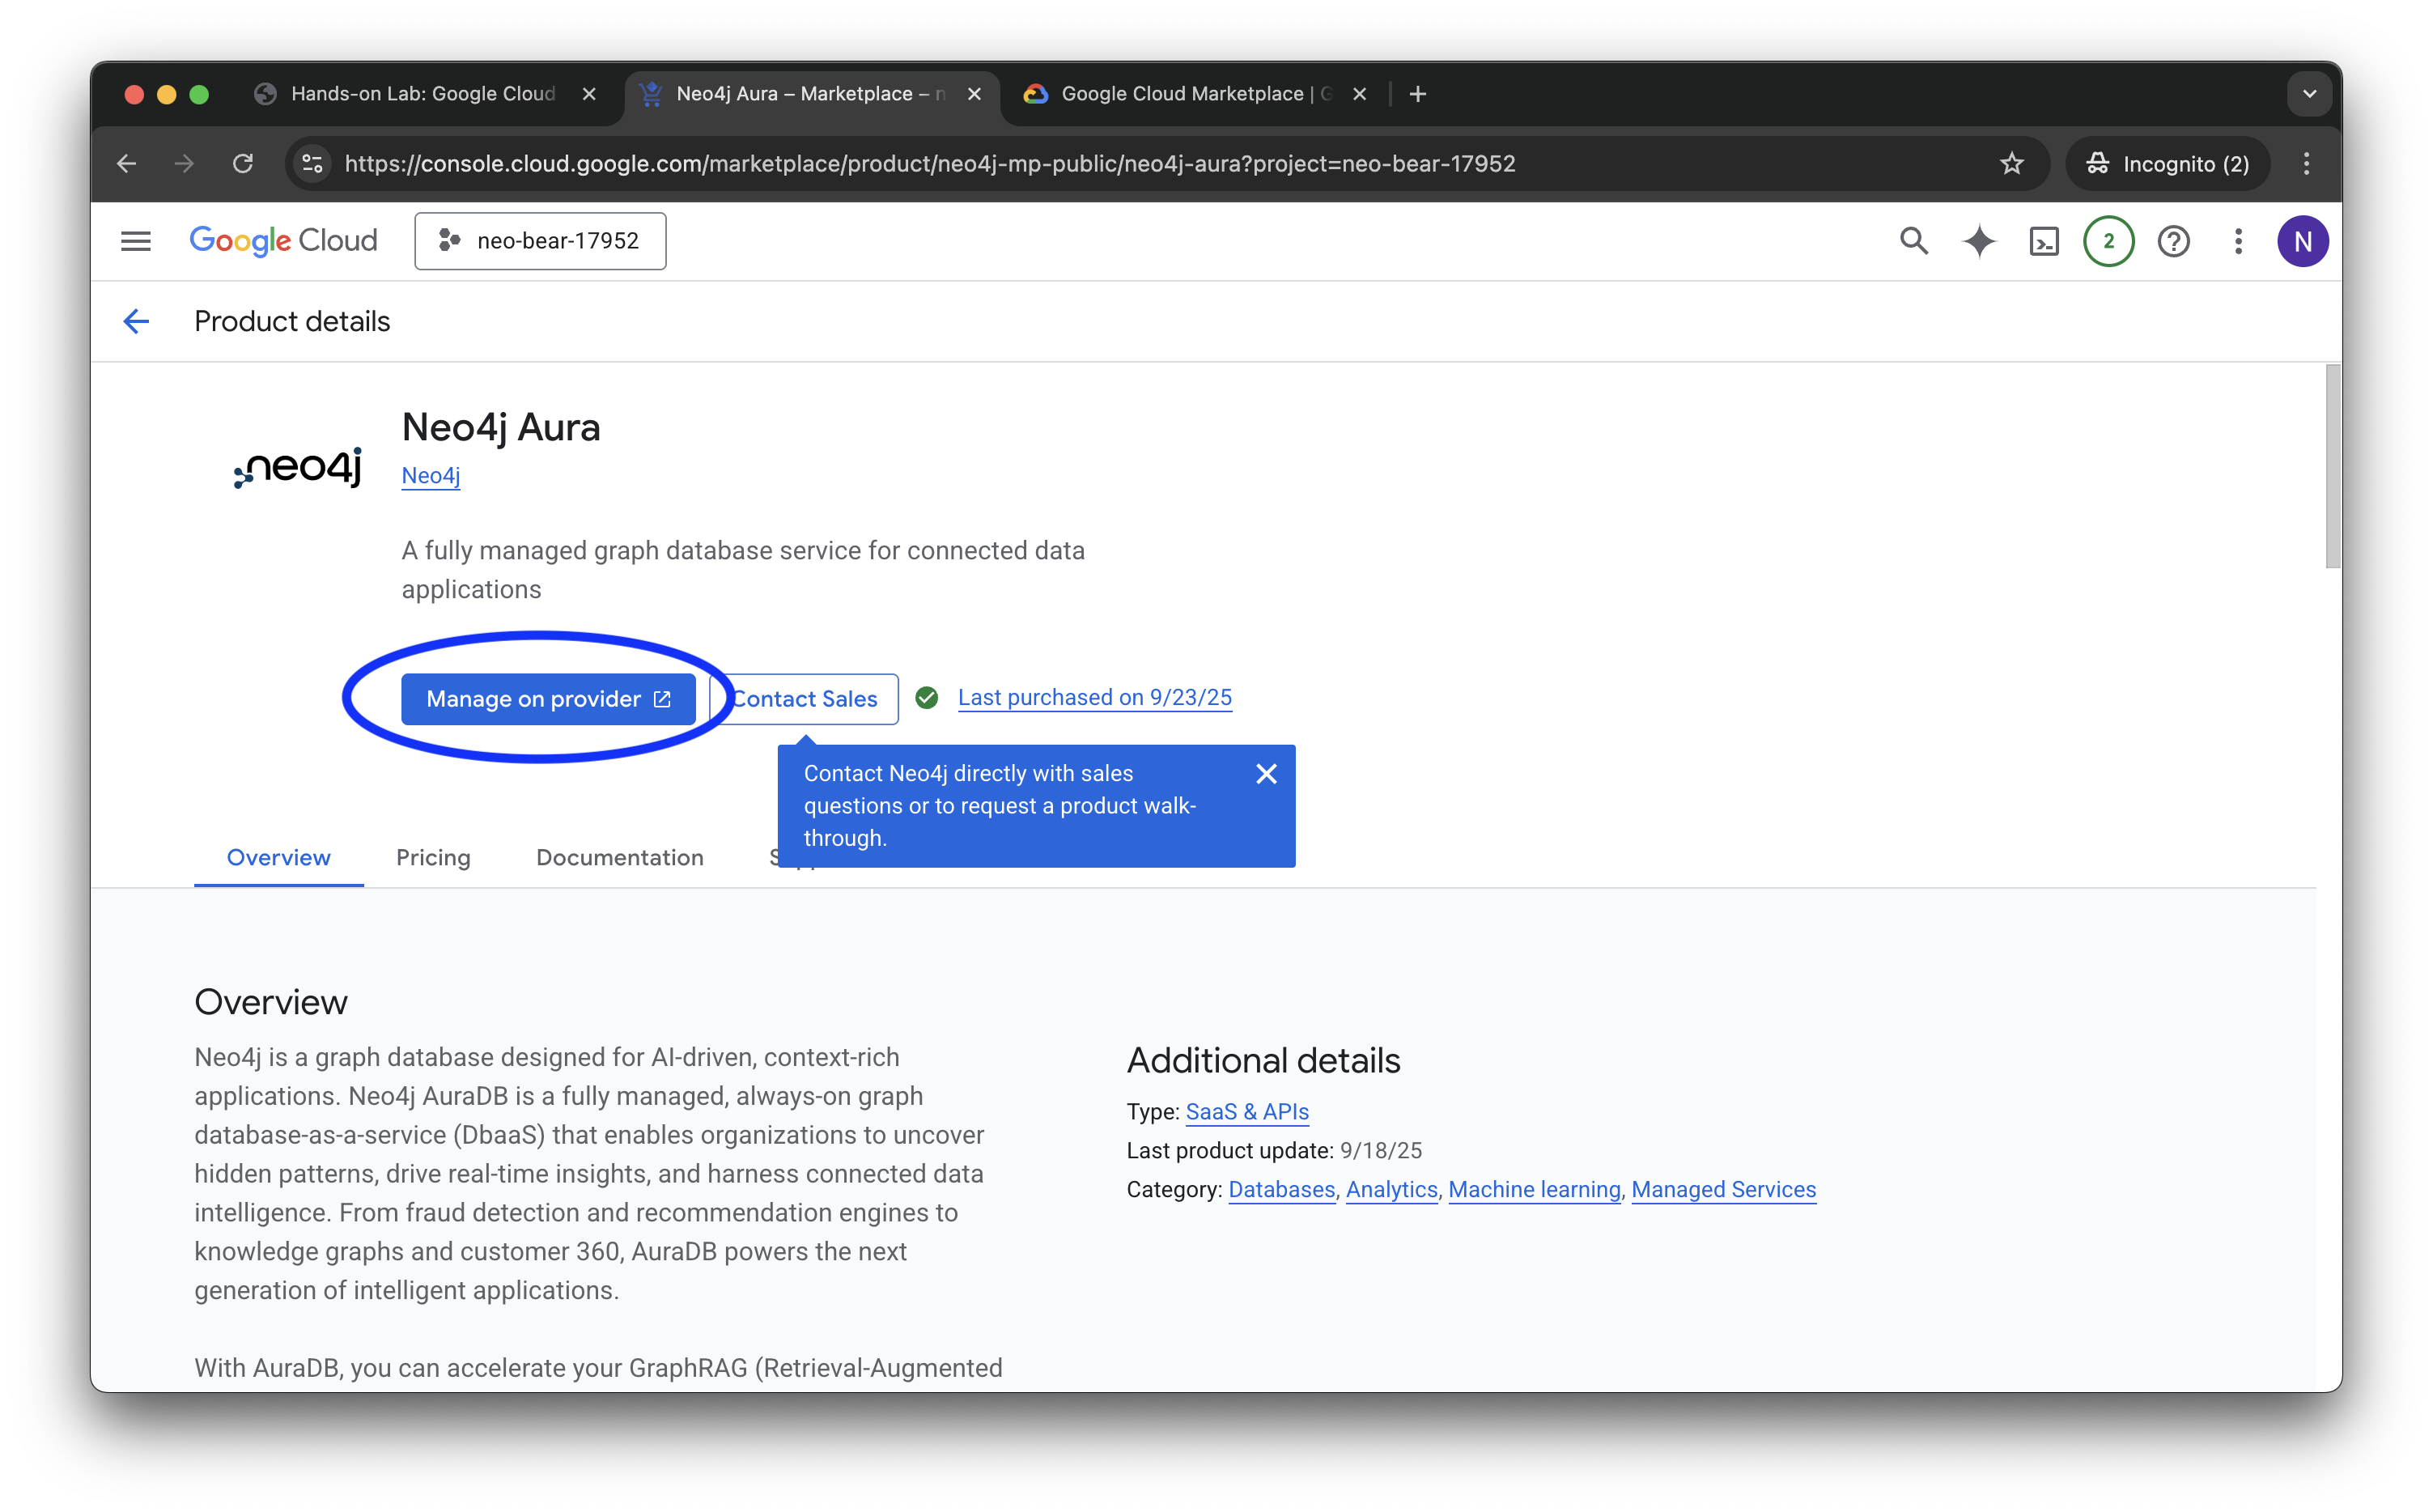 Hands-on Lab: Google Cloud
Neo4j Aura – Marketplace –
Google Cloud Marketplace |
https://console.cloud.google.com/marketplace/product/neo4j-mp-public/neo4j-aura?project=neo-bear-17952
Incognito (2)
Google Cloud
neo-bear-17952
2
N
Product details
neo4j
Neo4j Aura
Neo4j
A fully managed graph database service for connected data
applications
Manage on provider
Contact Sales
Last purchased on 9/23/25
Contact Neo4j directly with sales
questions or to request a product walk-
through.
Overview
Pricing
Documentation
Overview
Neo4j is a graph database designed for AI-driven, context-rich
applications. Neo4j AuraDB is a fully managed, always-on graph
database-as-a-service (DbaaS) that enables organizations to uncover
hidden patterns, drive real-time insights, and harness connected data
intelligence. From fraud detection and recommendation engines to
knowledge graphs and customer 360, AuraDB powers the next
generation of intelligent applications.
With AuraDB, you can accelerate your GraphRAG (Retrieval-Augmented
Additional details
Type: SaaS & APIs
Last product update: 9/18/25
Category: Databases, Analytics, Machine learning, Managed Services